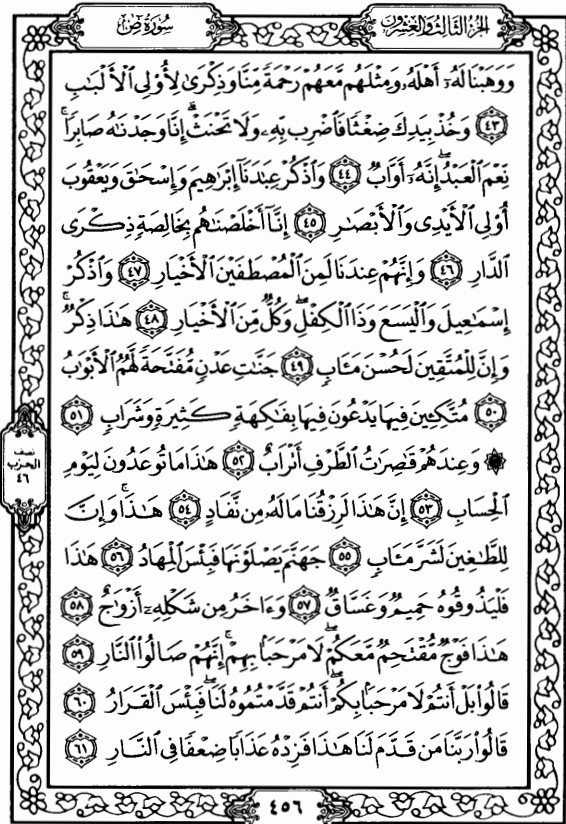 الجزء الثالث والعشرون
سورة ص
وَوَهَبْنَا لَهُۥٓ أَهْلَهُۥ وَمِثْلَهُم مَّعَهُمْ رَحْمَةً مِّنَّا وَذِكْرَىٰ لِأُو۟لِى ٱلْأَلْبَٰبِ
﴿٤٣﴾ وَخُذْ بِيَدِكَ ضِغْثًا فَٱضْرِب بِّهِۦ وَلَا تَحْنَثْ ۗ إِنَّا وَجَدْنَٰهُ صَابِرًا ۚ
نِّعْمَ ٱلْعَبْدُ ۖ إِنَّهُۥٓ أَوَّابٌ ﴿٤٤﴾ وَٱذْكُرْ عِبَٰدَنَآ إِبْرَٰهِيمَ وَإِسْحَٰقَ وَيَعْقُوبَ
أُو۟لِى ٱلْأَيْدِى وَٱلْأَبْصَٰرِ ﴿٤٥﴾ إِنَّآ أَخْلَصْنَٰهُم بِخَالِصَةٍ ذِكْرَى
ٱلدَّارِ ﴿٤٦﴾ وَإِنَّهُمْ عِندَنَا لَمِنَ ٱلْمُصْطَفَيْنَ ٱلْأَخْيَارِ ﴿٤٧﴾ وَٱذْكُرْ
إِسْمَٰعِيلَ وَٱلْيَسَعَ وَذَا ٱلْكِفْلِ ۖ وَكُلٌّ مِّنَ ٱلْأَخْيَارِ ﴿٤٨﴾ هَٰذَا ذِكْرٌ ۚ
وَإِنَّ لِلْمُتَّقِينَ لَحُسْنَ مَـَٔابٍ ﴿٤٩﴾ جَنَّٰتِ عَدْنٍ مُّفَتَّحَةً لَّهُمُ ٱلْأَبْوَٰبُ
﴿٥٠﴾ مُتَّكِـِٔينَ فِيهَا يَدْعُونَ فِيهَا بِفَٰكِهَةٍ كَثِيرَةٍ وَشَرَابٍ ﴿٥١﴾
۞ وَعِندَهُمْ قَٰصِرَٰتُ ٱلطَّرْفِ أَتْرَابٌ ﴿٥٢﴾ هَٰذَا مَا تُوعَدُونَ لِيَوْمِ
ٱلْحِسَابِ ﴿٥٣﴾ إِنَّ هَٰذَا لَرِزْقُنَا مَا لَهُۥ مِن نَّفَادٍ ﴿٥٤﴾ هَٰذَا ۚ وَإِنَّ
لِلطَّٰغِينَ لَشَرَّ مَـَٔابٍ ﴿٥٥﴾ جَهَنَّمَ يَصْلَوْنَهَا فَبِئْسَ ٱلْمِهَادُ ﴿٥٦﴾ هَٰذَا
فَلْيَذُوقُوهُ حَمِيمٌ وَغَسَّاقٌ ﴿٥٧﴾ وَءَاخَرُ مِن شَكْلِهِۦٓ أَزْوَٰجٌ ﴿٥٨﴾
هَٰذَا فَوْجٌ مُّقْتَحِمٌ مَّعَكُمْ ۖ لَا مَرْحَبًۢا بِهِمْ ۚ إِنَّهُمْ صَالُوا۟ ٱلنَّارِ ﴿٥٩﴾
قَالُوا۟ بَلْ أَنتُمْ لَا مَرْحَبًۢا بِكُمْ ۖ أَنتُمْ قَدَّمْتُمُوهُ لَنَا ۖ فَبِئْسَ ٱلْقَرَارُ ﴿٦٠﴾
قَالُوا۟ رَبَّنَا مَن قَدَّمَ لَنَا هَٰذَا فَزِدْهُ عَذَابًا ضِعْفًا فِى ٱلنَّارِ ﴿٦١﴾
نصف
الحزب
٤٦
٤٥٦